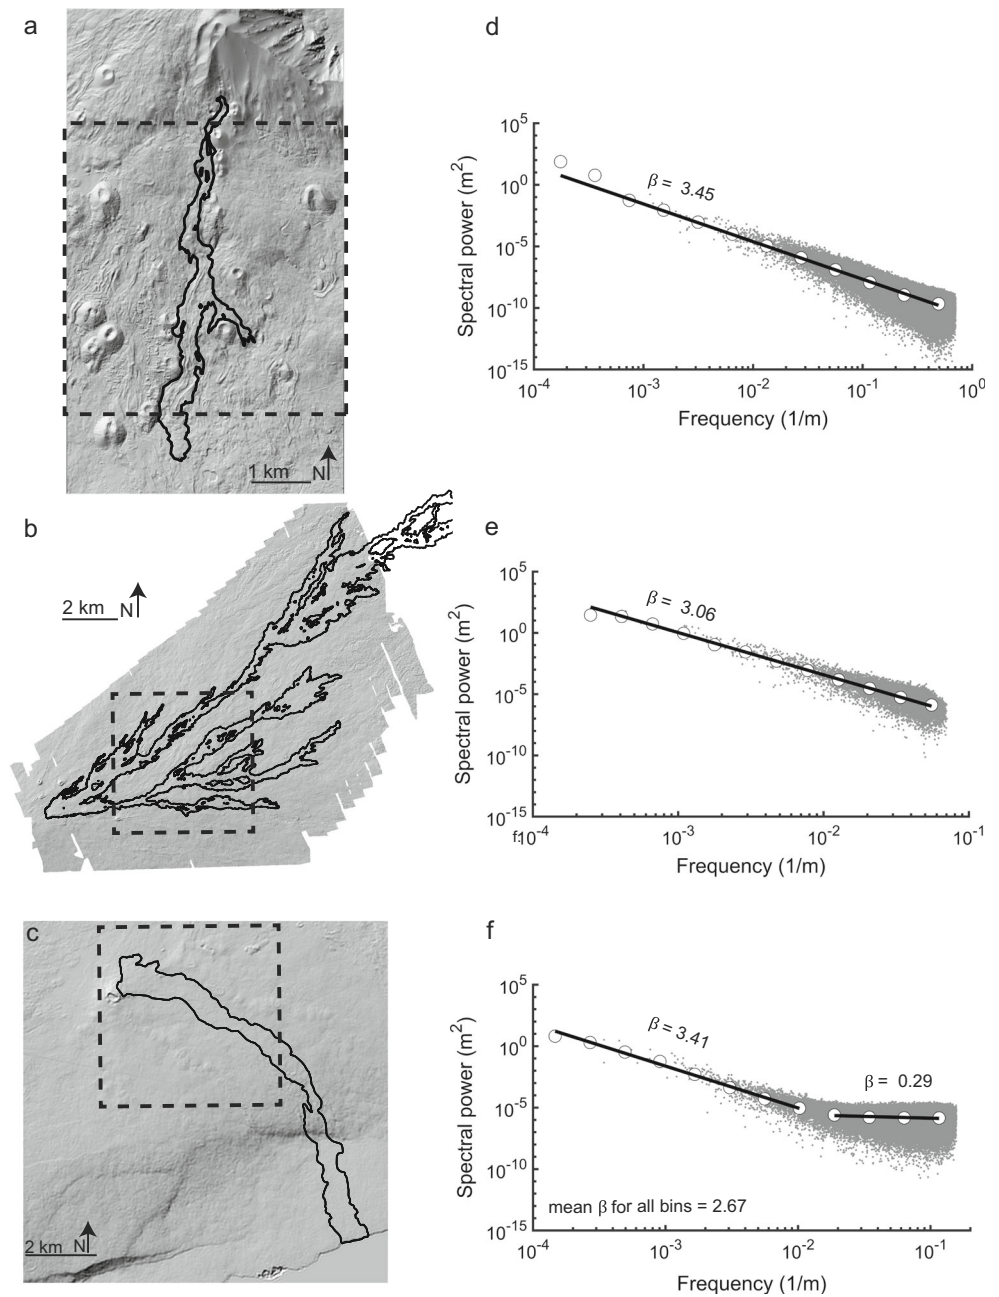 a
1 km N
b
2 km N
c
2 km N
d
10^5
10^0
10^-5
10^-10
10^-15
Spectral power (m^2)
β = 3.45
10^-4 10^-3 10^-2 10^-1 10^0
Frequency (1/m)
e
10^5
10^0
10^-5
10^-10
10^-15
Spectral power (m^2)
β = 3.06
f:10^-4 10^-3 10^-2 10^-1
Frequency (1/m)
f
10^5
10^0
10^-5
10^-10
10^-15
Spectral power (m^2)
β = 3.41
β = 0.29
mean β for all bins = 2.67
10^-4 10^-3 10^-2 10^-1
Frequency (1/m)